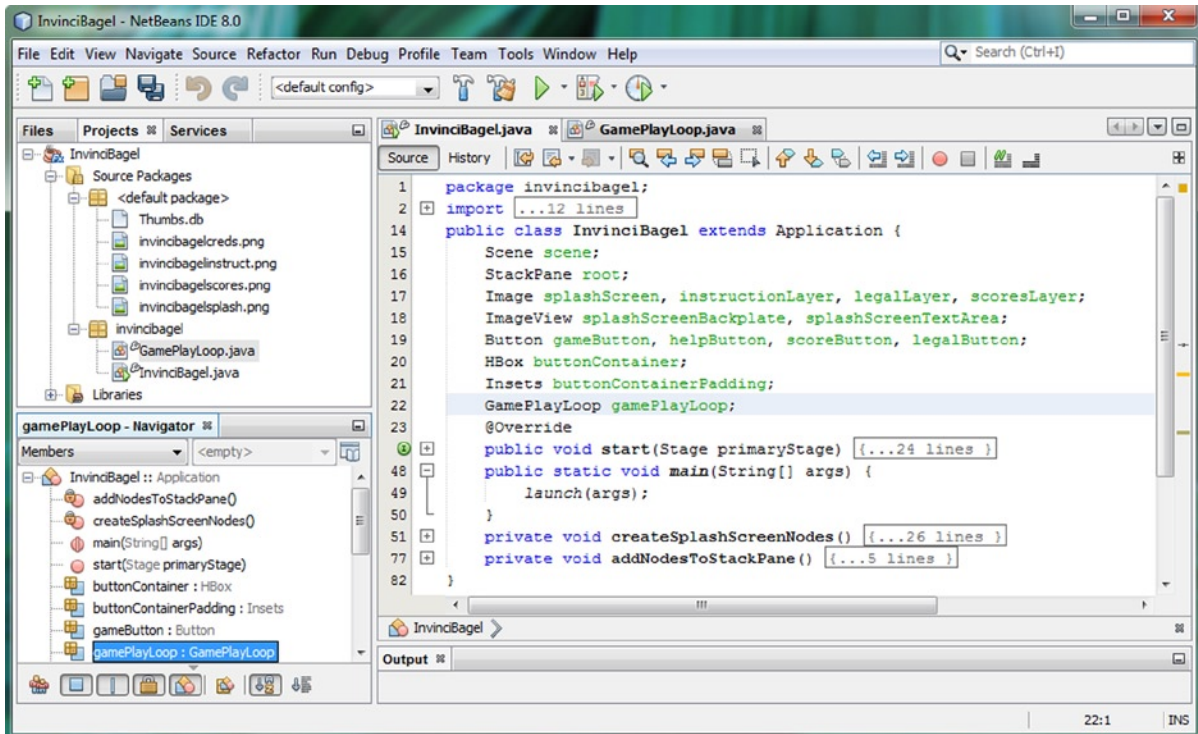 InvinciBagel - NetBeans IDE 8.0
File Edit View Navigate Source Refactor Run Debug Profile Team Tools Window Help
Search (Ctrl+I)
<default config>
Files Projects Services
InvinciBagel
Source Packages
<default package>
Thumbs.db
invincibagelcreds.png
invincibagelinstruct.png
invincibagelscores.png
invincibagelsplash.png
invincibagel
GamePlayLoop.java
InvinciBagel.java
Libraries
gamePlayLoop - Navigator
Members <empty>
InvinciBagel :: Application
addNodesToStackPane()
createSplashScreenNodes()
main(String[] args)
start(Stage primaryStage)
buttonContainer : HBox
buttonContainerPadding : Insets
gameButton : Button
gamePlayLoop : GamePlayLoop
InvinciBagel.java GamePlayLoop.java
Source History
1 package invincibagel;
2 import ...12 lines
14 public class InvinciBagel extends Application {
15 Scene scene;
16 StackPane root;
17 Image splashScreen, instructionLayer, legalLayer, scoresLayer;
18 ImageView splashScreenBackplate, splashScreenTextArea;
19 Button gameButton, helpButton, scoreButton, legalButton;
20 HBox buttonContainer;
21 Insets buttonContainerPadding;
22 GamePlayLoop gamePlayLoop;
23 @Override
public void start(Stage primaryStage) {...24 lines }
48 public static void main(String[] args) {
49 launch(args);
50 }
51 private void createSplashScreenNodes() {...26 lines }
77 private void addNodesToStackPane() {...5 lines }
82 }
InvinciBagel
Output
22:1 INS